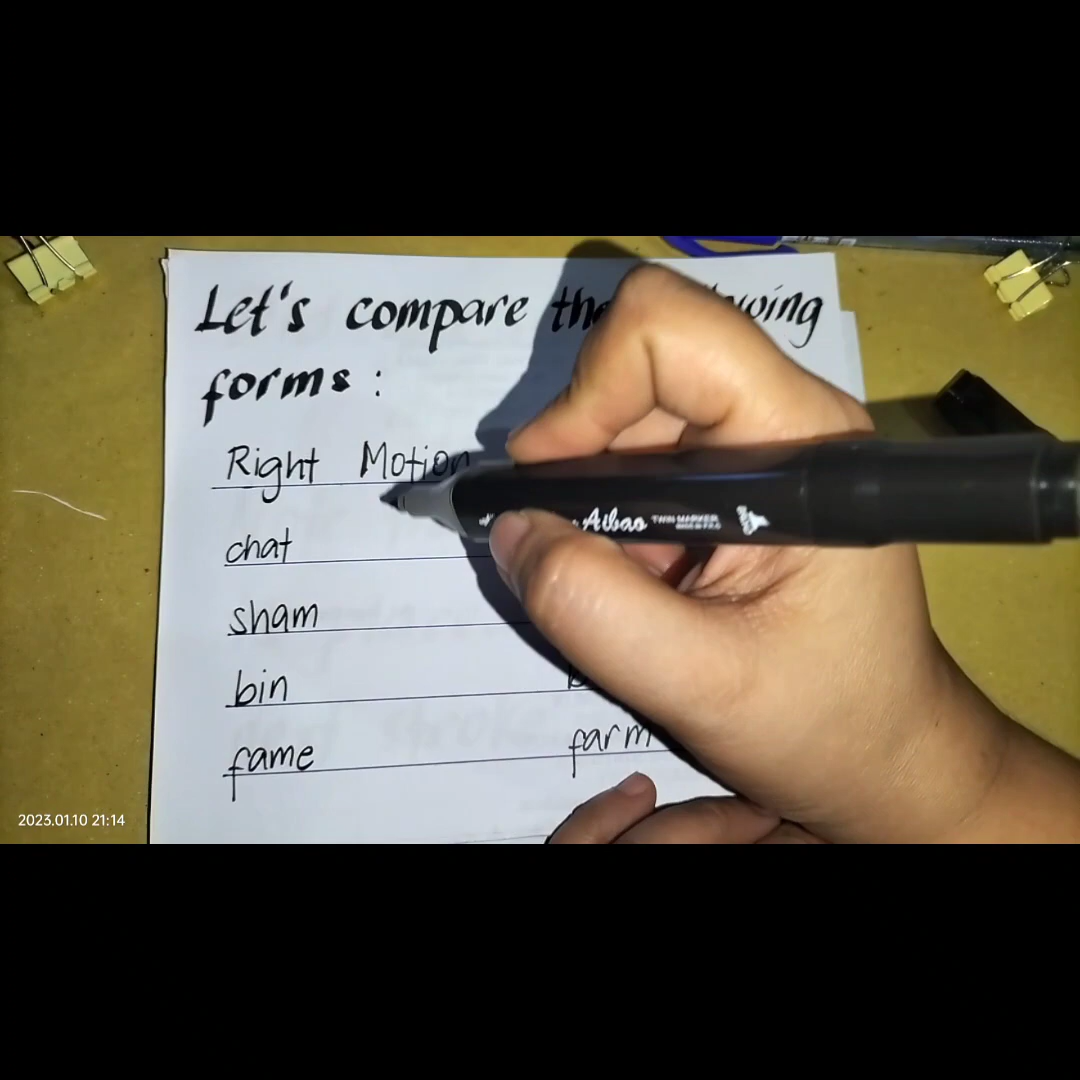 Let's compare the
forms :
Right Motion
chat
sham
bin
fame farm
Aibao TWIN MARKER
2023.01.10 21:14